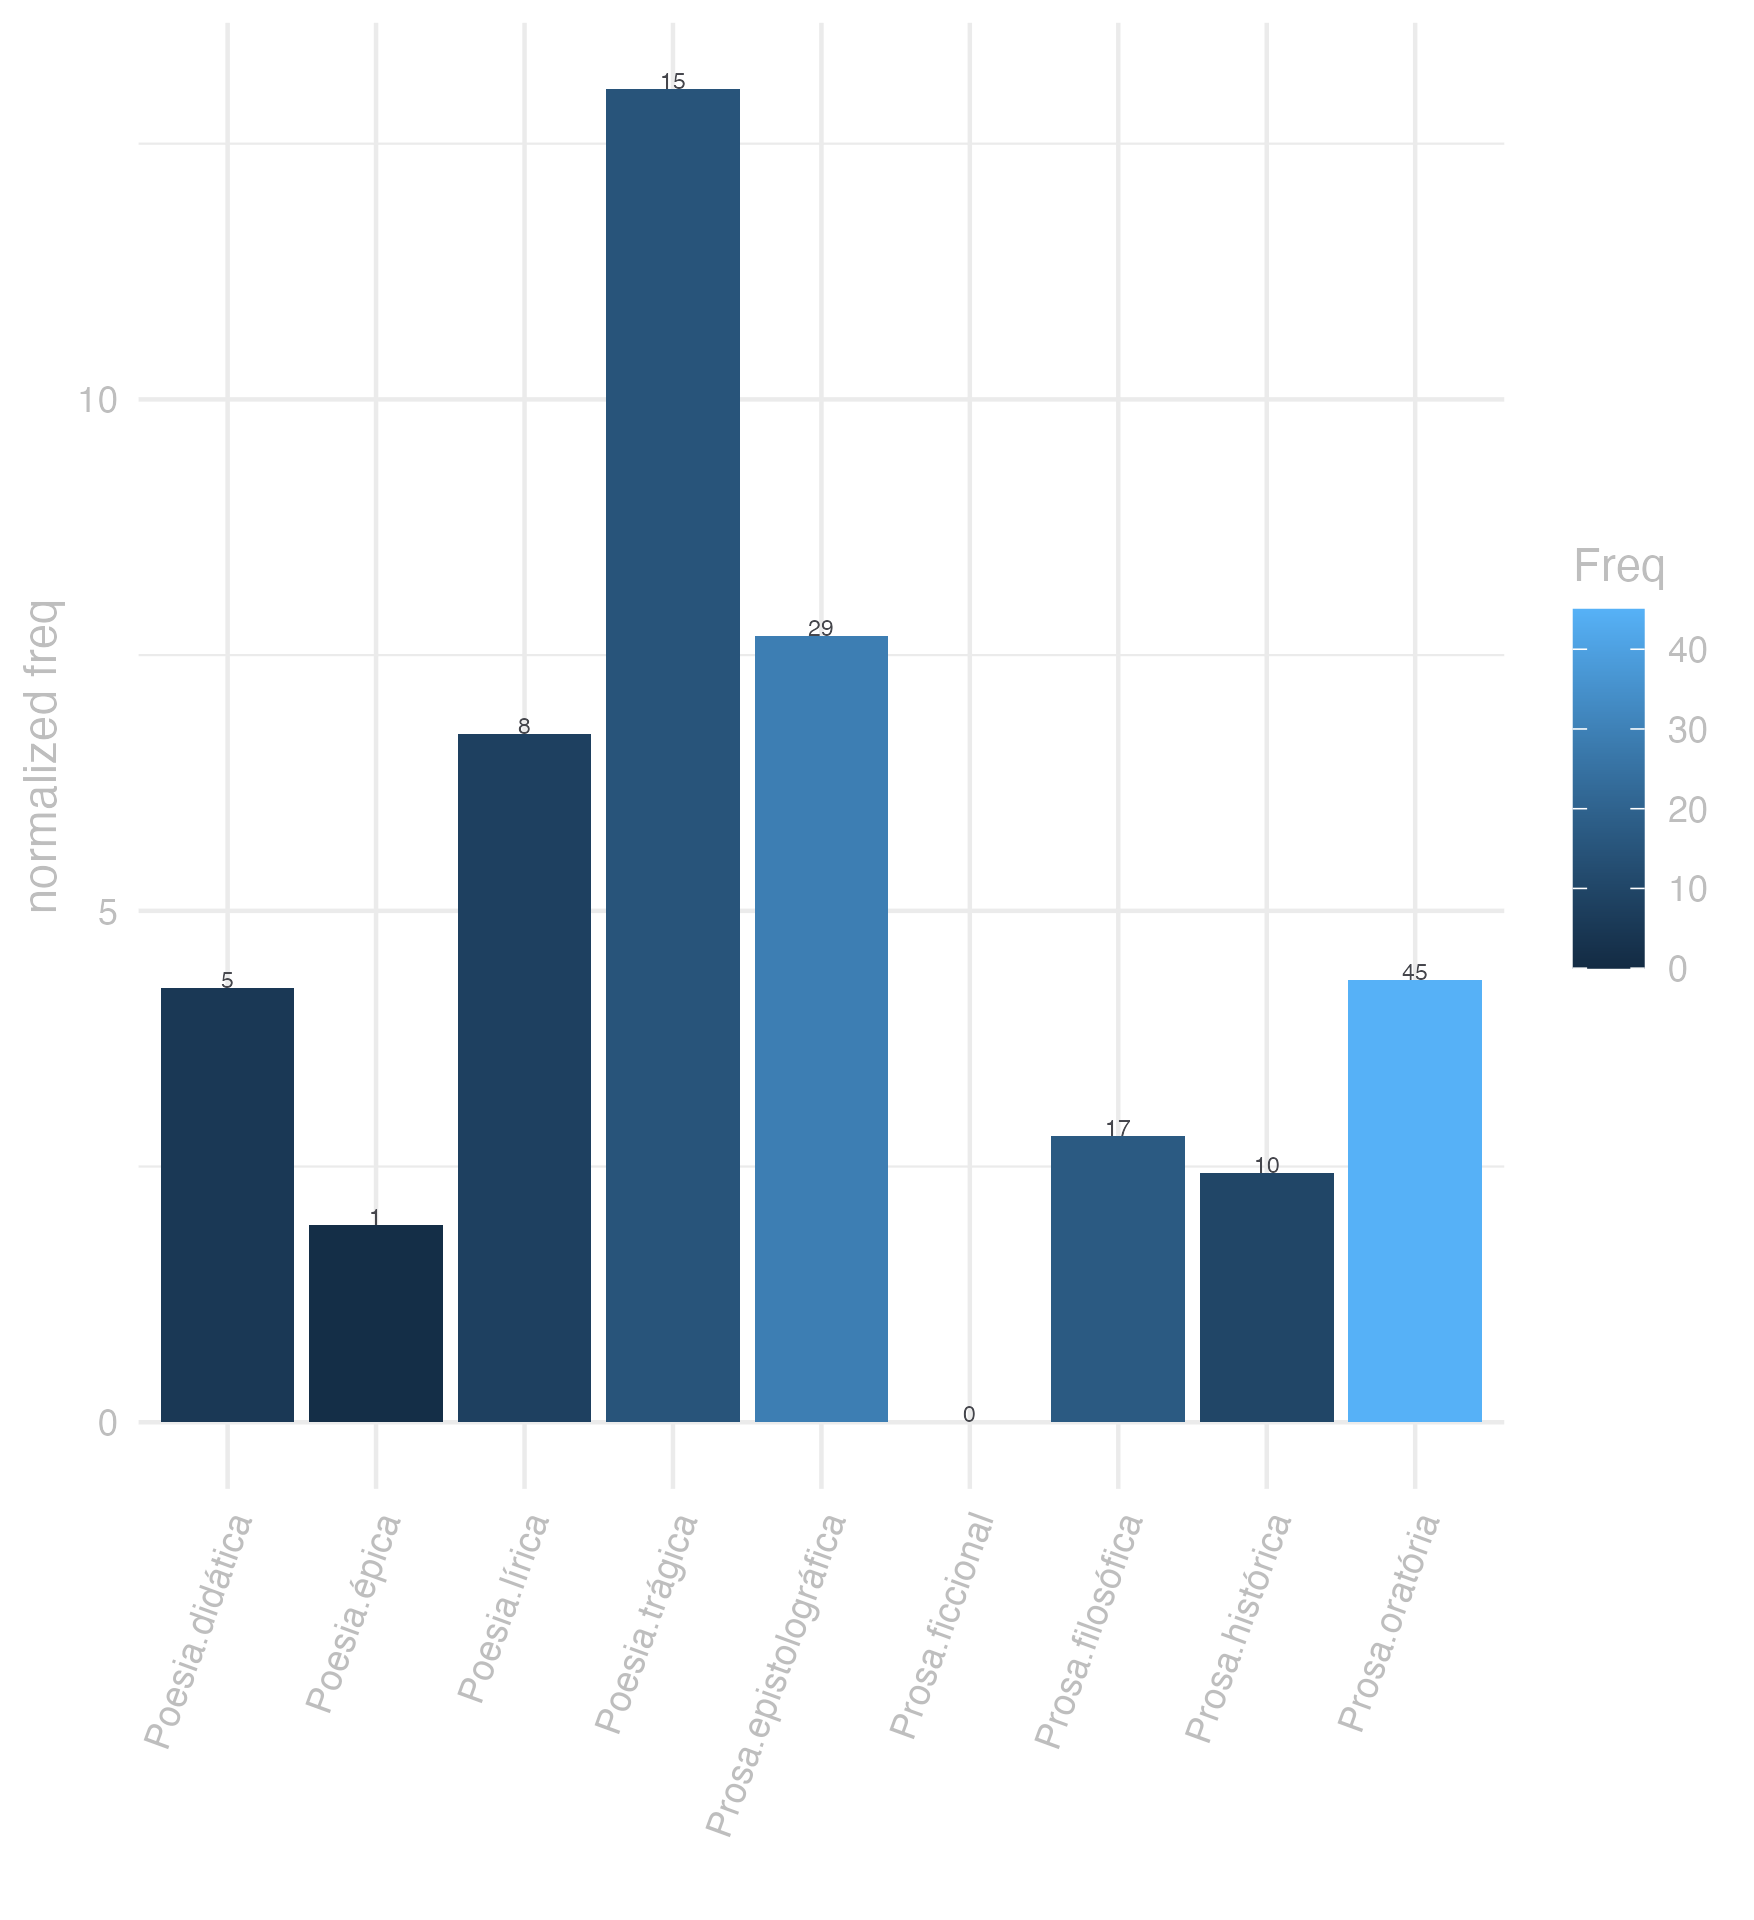 15
10
29
8
normalized freq
5
5
45
17
10
1
0
0
Freq
40
30
20
10
0
Poesia.didática
Poesia.épica
Poesia.lírica
Poesia.trágica
Prosa.epistolográfica
Prosa.ficcional
Prosa.filosófica
Prosa.histórica
Prosa.oratória